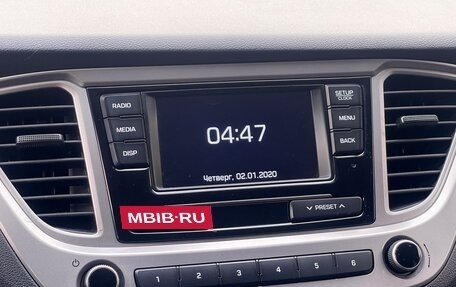 RADIO
SETUP
CLOCK
MEDIA
04:47
MENU
DISP
BACK
Четверг, 02.01.2020
MBIB-RU
∨ PRESET ∧
1 2 3 4 5 6